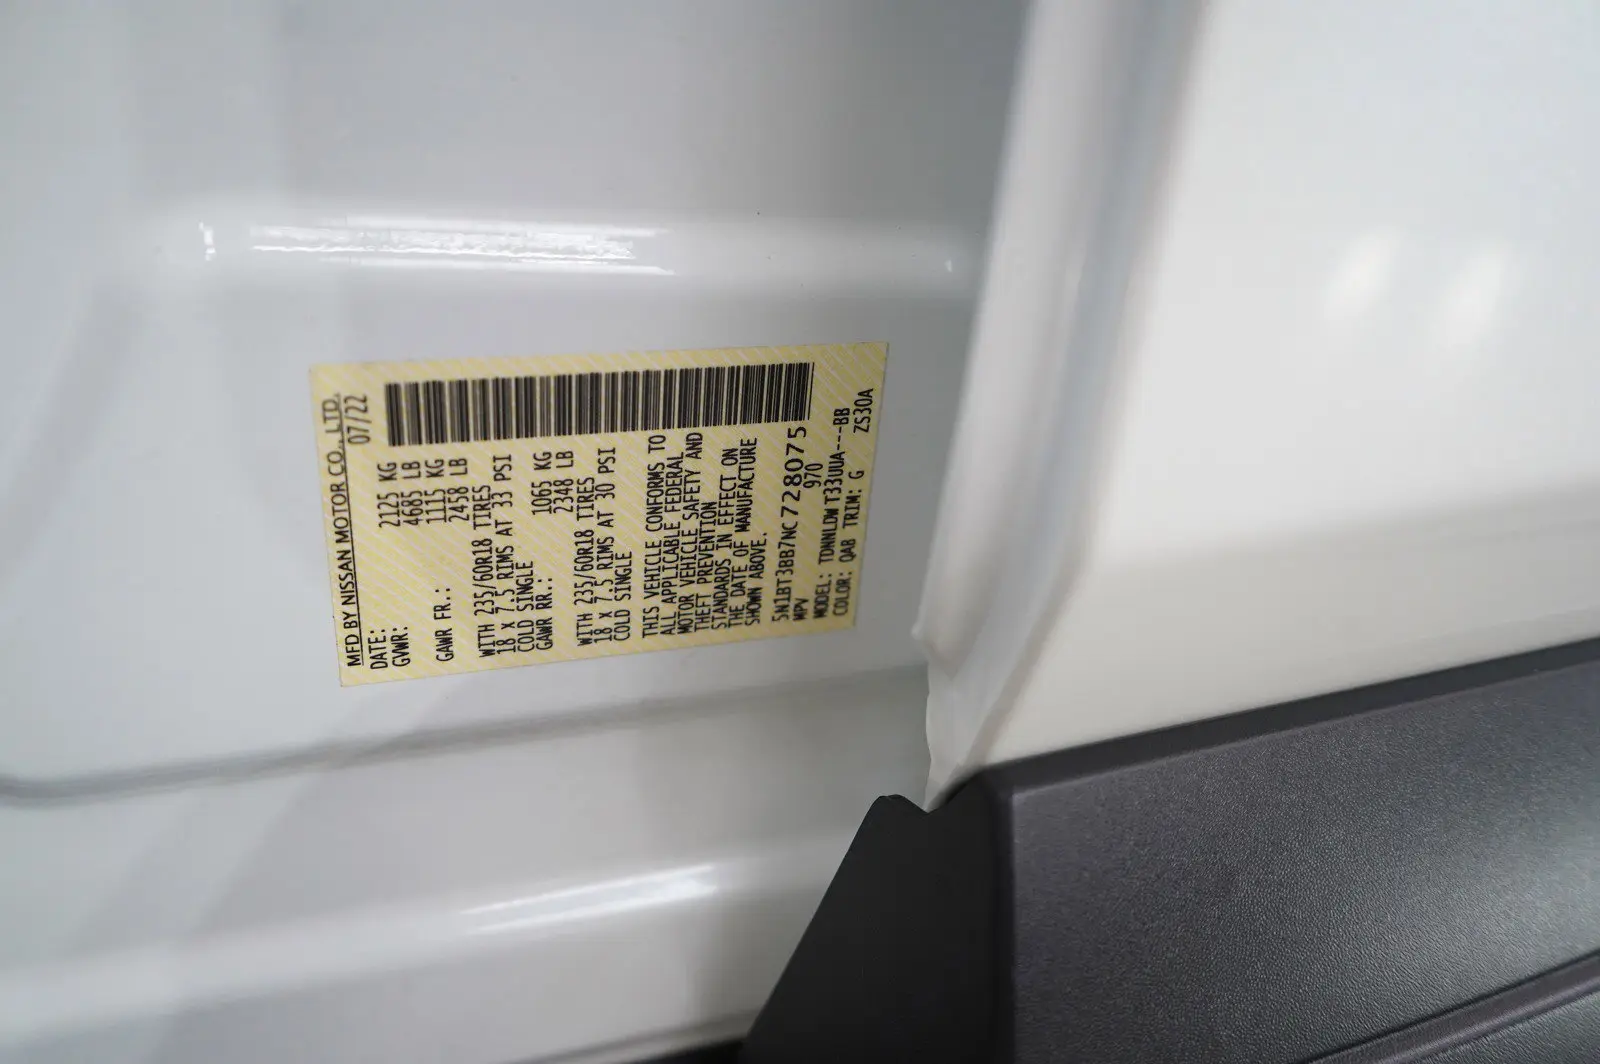 MFD BY NISSAN MOTOR CO., LTD.
DATE: 07/22
GVWR: 2125 KG
4685 LB
GAWR FR.: 1115 KG
2458 LB
WITH 235/60R18 TIRES
18 X 7.5 RIMS AT 33 PSI
COLD SINGLE
GAWR RR.: 1065 KG
2348 LB
WITH 235/60R18 TIRES
18 X 7.5 RIMS AT 30 PSI
COLD SINGLE
THIS VEHICLE CONFORMS TO
ALL APPLICABLE FEDERAL
MOTOR VEHICLE SAFETY AND
THEFT PREVENTION
STANDARDS IN EFFECT ON
THE DATE OF MANUFACTURE
SHOWN ABOVE.
5N1BT3BB7NC728075
MPV 970
MODEL: TDNNLDW T33UUA---BB
COLOR: QAB TRIM: G ZS30A